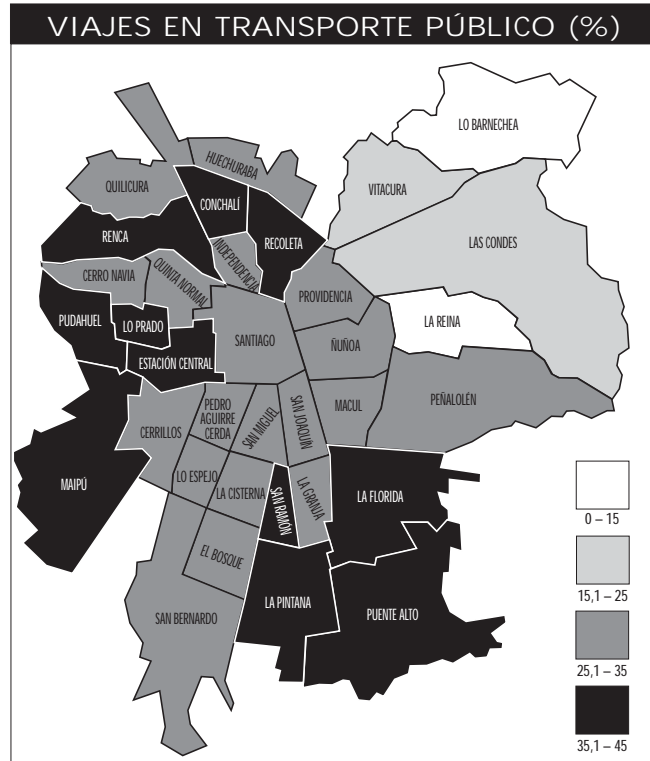 VIAJES EN TRANSPORTE PÚBLICO (%)
LO BARNECHEA
HUECHURABA
QUILICURA
VITACURA
CONCHALÍ
RENCA
RECOLETA
LAS CONDES
INDEPENDENCIA
CERRO NAVIA
QUINTA NORMAL
PROVIDENCIA
PUDAHUEL
LO PRADO
LA REINA
SANTIAGO
ÑUÑOA
ESTACIÓN CENTRAL
PEÑALOLÉN
PEDRO
AGUIRRE
CERDA
SAN MIGUEL
SAN JOAQUÍN
MACUL
CERRILLOS
MAIPÚ
LO ESPEJO
LA CISTERNA
SAN RAMÓN
LA GRANJA
LA FLORIDA
EL BOSQUE
SAN BERNARDO
LA PINTANA
PUENTE ALTO
0 – 15
15,1 – 25
25,1 – 35
35,1 – 45